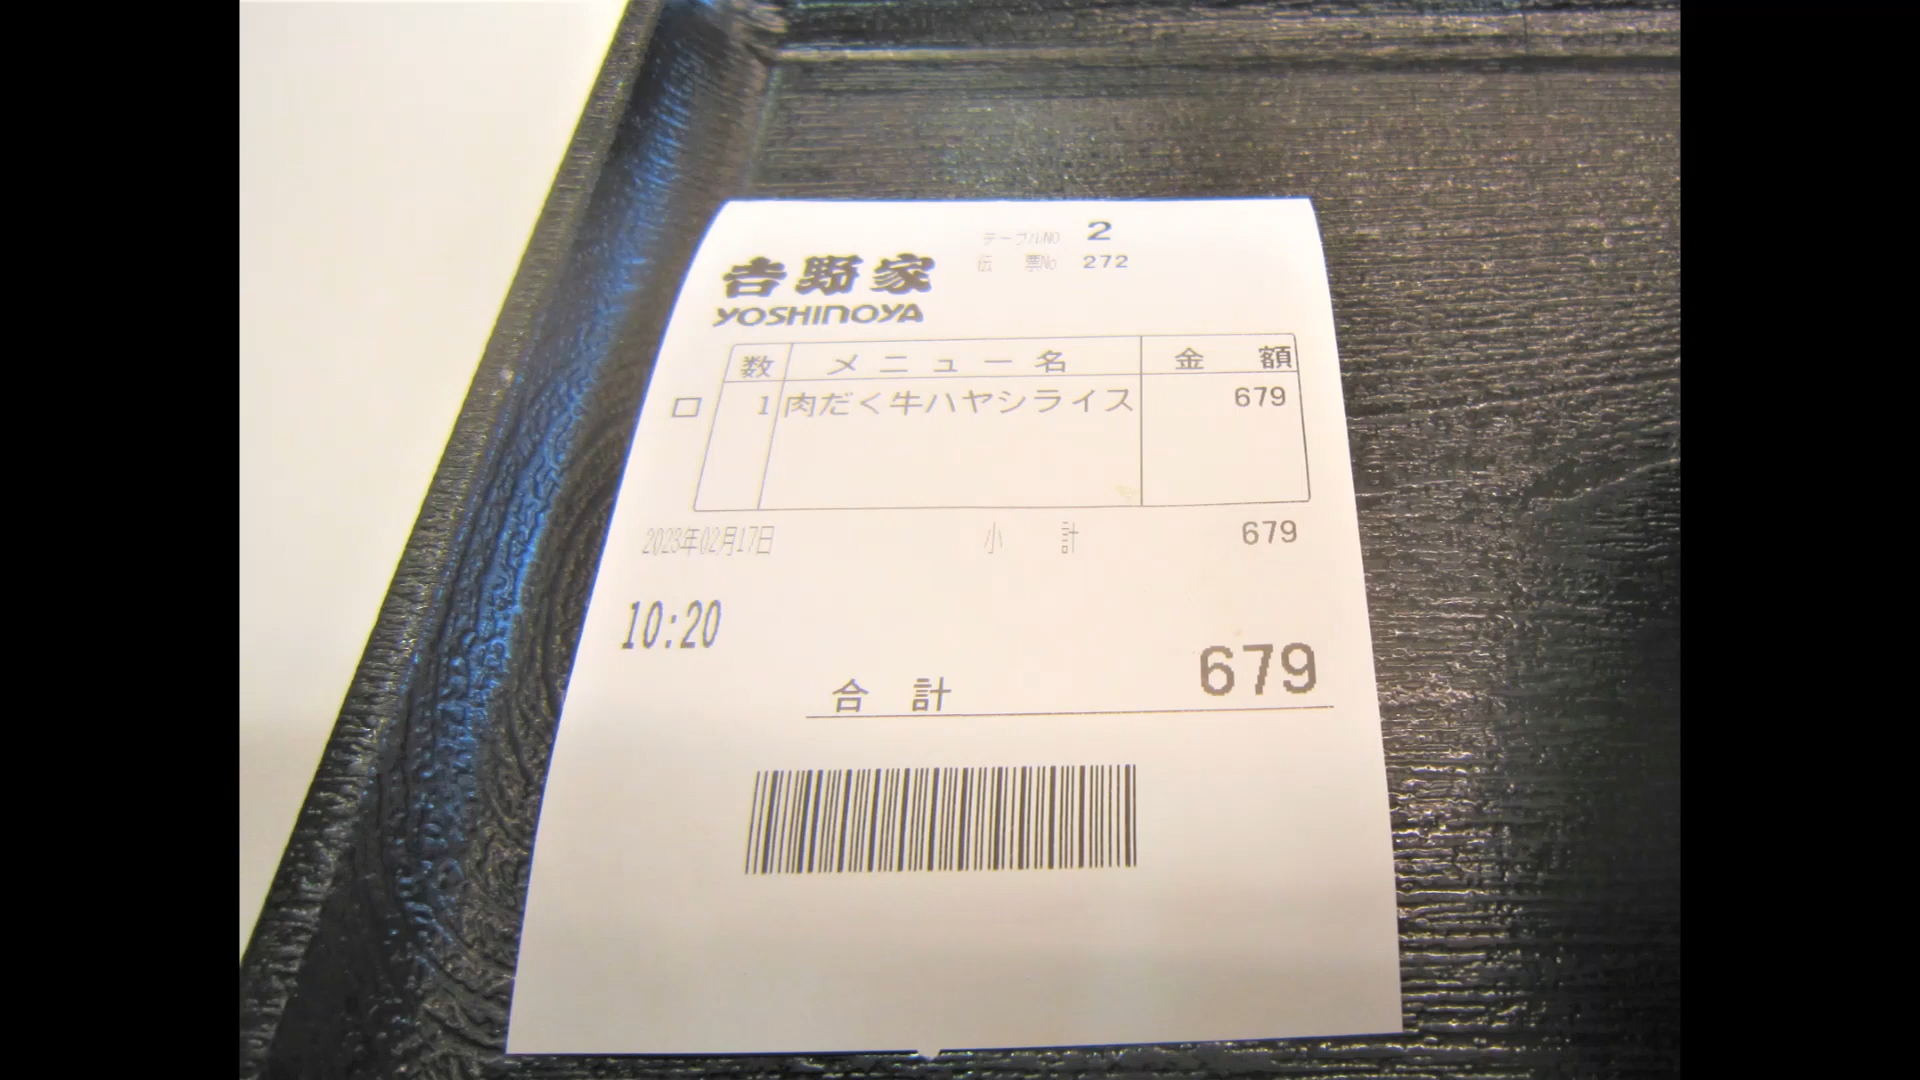 テーブルNO 2
伝票No 272
吉野家
YOSHINOYA
数 メニュー名 金額
□ 1 肉だく牛ハヤシライス 679
2023年02月17日 小計 679
10:20
合計 679